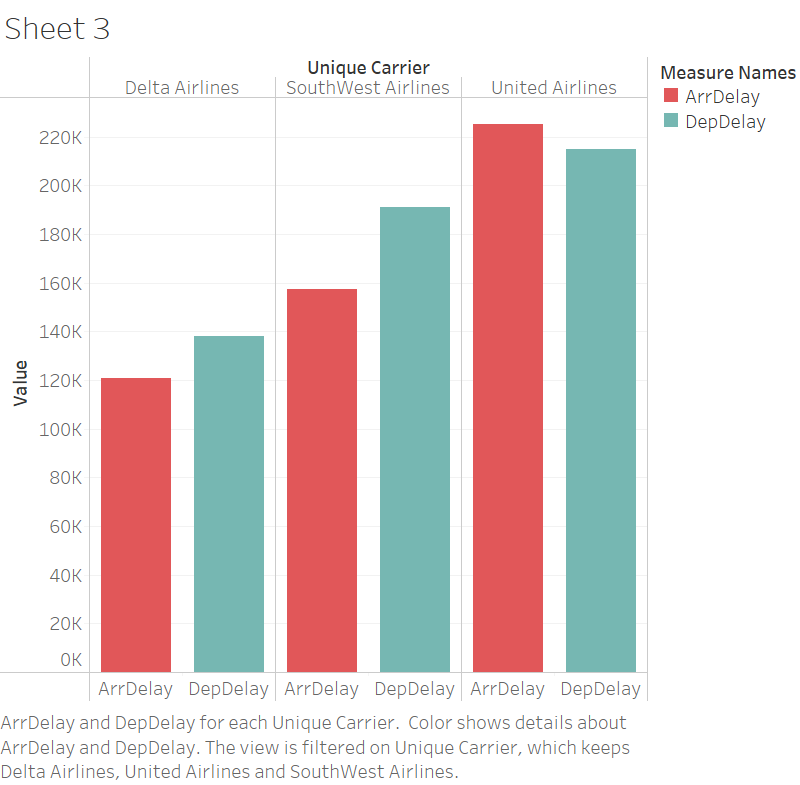 Sheet 3
Unique Carrier
Delta Airlines SouthWest Airlines United Airlines
Measure Names
ArrDelay
DepDelay
220K
200K
180K
160K
140K
120K
100K
80K
60K
40K
20K
0K
Value
ArrDelay DepDelay ArrDelay DepDelay ArrDelay DepDelay
ArrDelay and DepDelay for each Unique Carrier.  Color shows details about
ArrDelay and DepDelay. The view is filtered on Unique Carrier, which keeps
Delta Airlines, United Airlines and SouthWest Airlines.